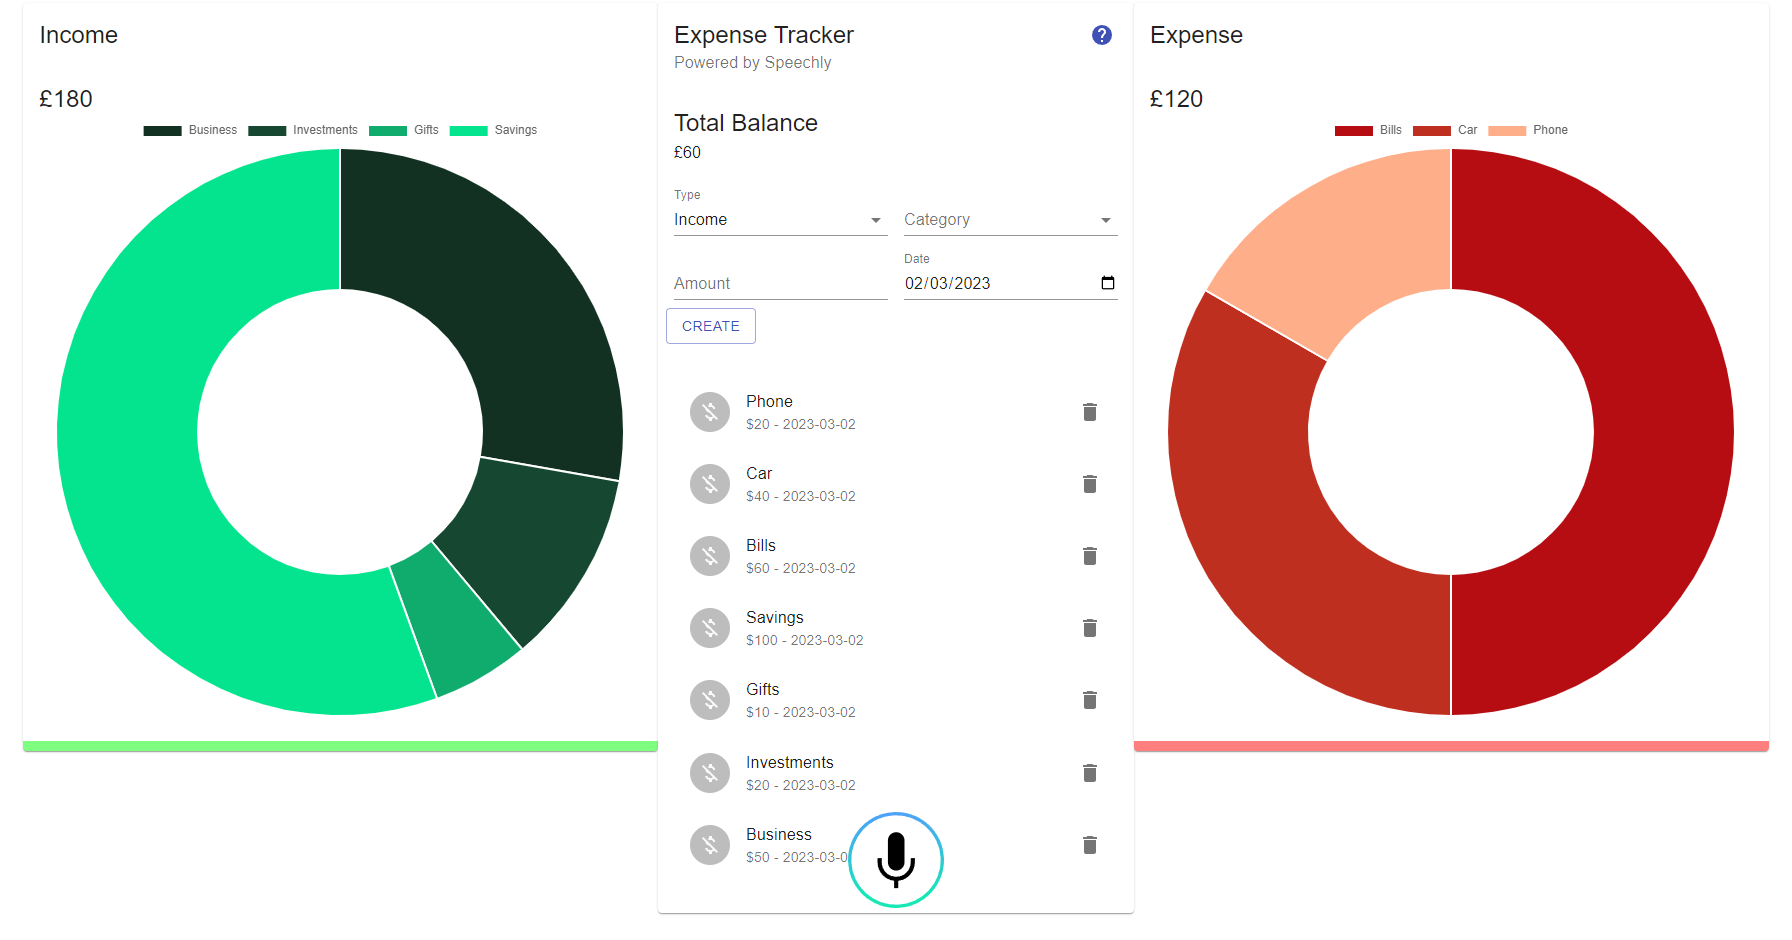 Income
£180
Business Investments Gifts Savings
Expense Tracker
Powered by Speechly
Total Balance
£60
Type
Income
Category
Amount
Date
02/03/2023
CREATE
Phone
$20 - 2023-03-02
Car
$40 - 2023-03-02
Bills
$60 - 2023-03-02
Savings
$100 - 2023-03-02
Gifts
$10 - 2023-03-02
Investments
$20 - 2023-03-02
Business
$50 - 2023-03-0
Expense
£120
Bills Car Phone